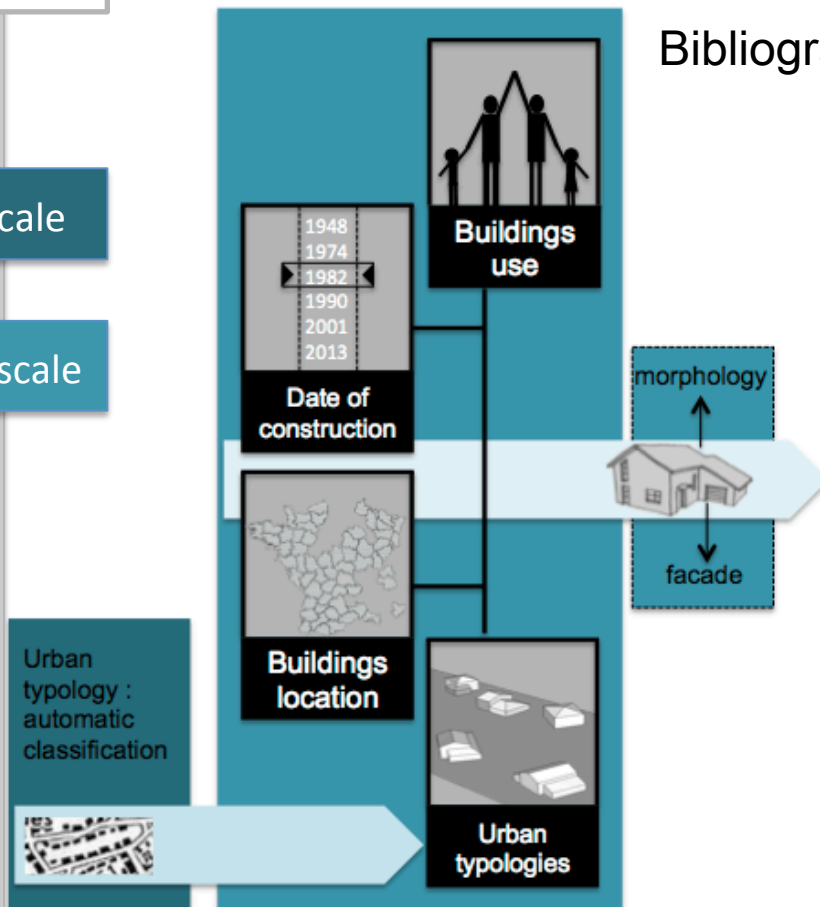 Bibliogr
cale
scale
Buildings
use
1948
1974
1982
1990
2001
2013
Date of
construction
morphology
facade
Buildings
location
Urban
typology :
automatic
classification
Urban
typologies